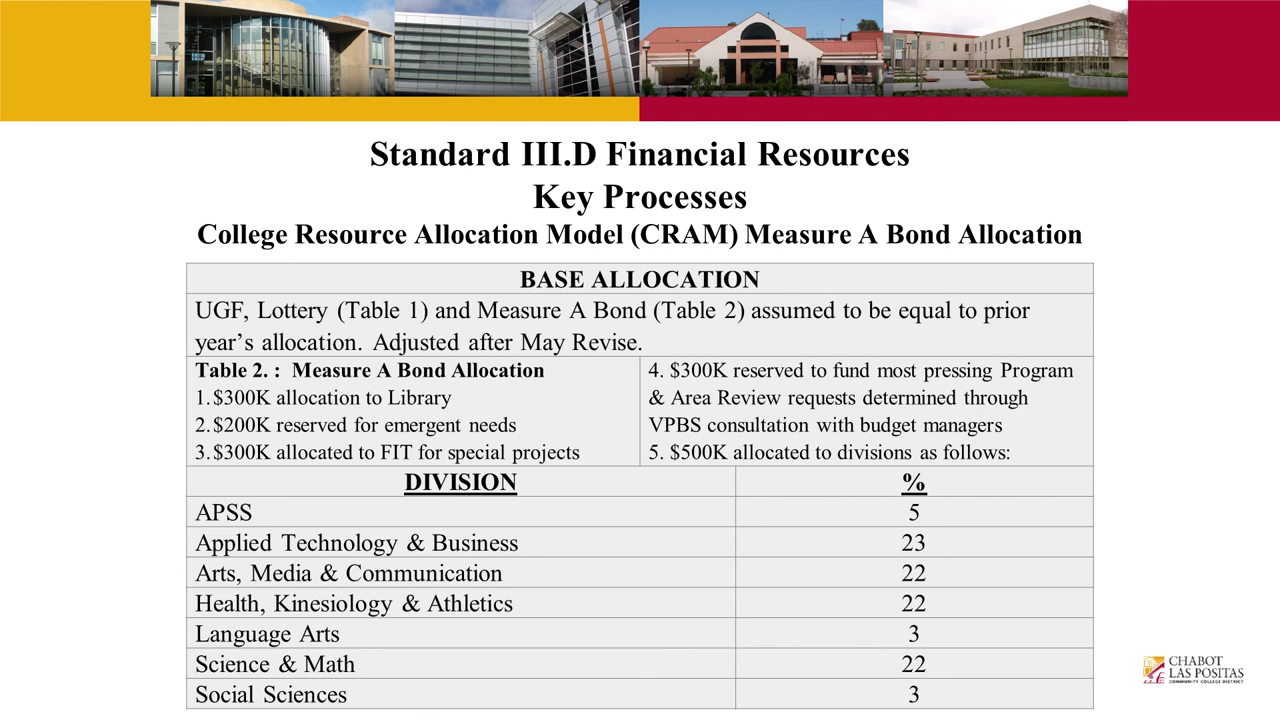 Standard III.D Financial Resources
Key Processes
College Resource Allocation Model (CRAM) Measure A Bond Allocation
BASE ALLOCATION
UGF, Lottery (Table 1) and Measure A Bond (Table 2) assumed to be equal to prior
year’s allocation. Adjusted after May Revise.
Table 2. : Measure A Bond Allocation
1. $300K allocation to Library
2. $200K reserved for emergent needs
3. $300K allocated to FIT for special projects
4. $300K reserved to fund most pressing Program
& Area Review requests determined through
VPBS consultation with budget managers
5. $500K allocated to divisions as follows:
DIVISION %
APSS 5
Applied Technology & Business 23
Arts, Media & Communication 22
Health, Kinesiology & Athletics 22
Language Arts 3
Science & Math 22
Social Sciences 3
CHABOT
LAS POSITAS
COMMUNITY COLLEGE DISTRICT